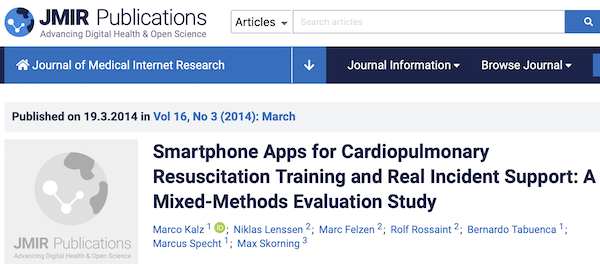 JMIR Publications
Advancing Digital Health & Open Science
Articles
Search articles
Journal of Medical Internet Research
Journal Information
Browse Journal
Published on 19.3.2014 in Vol 16, No 3 (2014): March
JMIR Publications
Advancing Digital Health & Open Science
Smartphone Apps for Cardiopulmonary
Resuscitation Training and Real Incident Support: A
Mixed-Methods Evaluation Study
Marco Kalz 1 iD; Niklas Lenssen 2; Marc Felzen 2; Rolf Rossaint 2; Bernardo Tabuenca 1;
Marcus Specht 1; Max Skorning 3